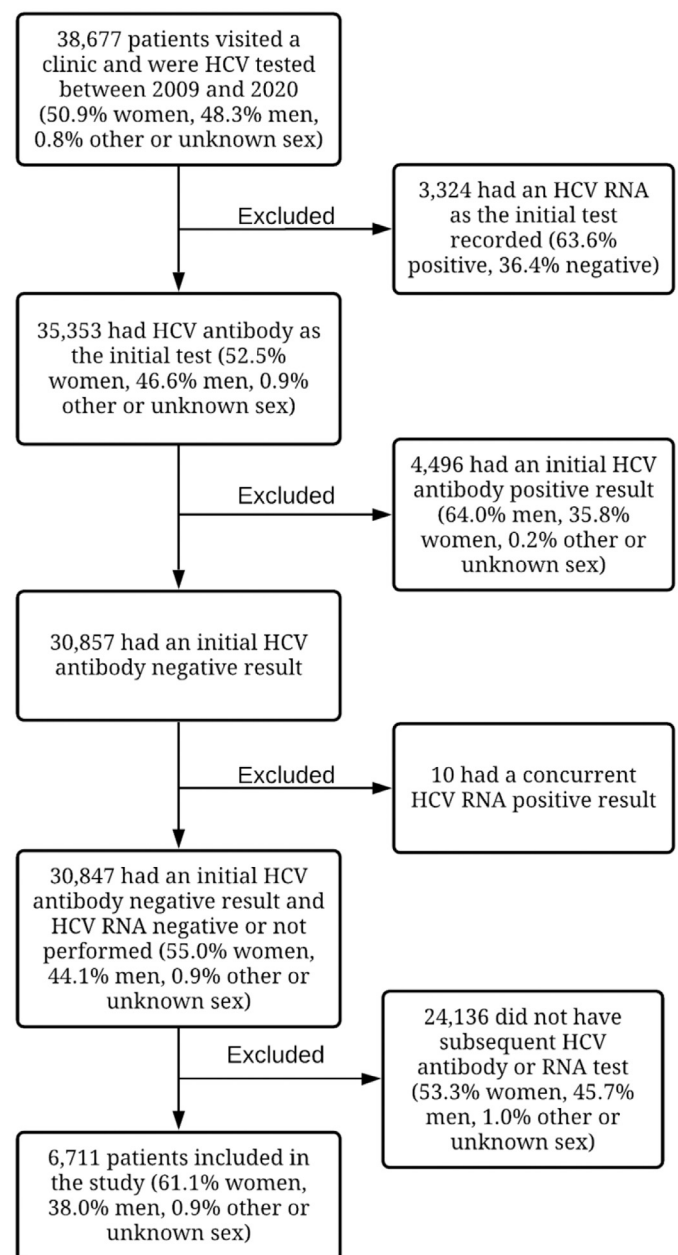 38,677 patients visited a
clinic and were HCV tested
between 2009 and 2020
(50.9% women, 48.3% men,
0.8% other or unknown sex)
Excluded
3,324 had an HCV RNA
as the initial test
recorded (63.6%
positive, 36.4% negative)
35,353 had HCV antibody as
the initial test (52.5%
women, 46.6% men, 0.9%
other or unknown sex)
Excluded
4,496 had an initial HCV
antibody positive result
(64.0% men, 35.8%
women, 0.2% other or
unknown sex)
30,857 had an initial HCV
antibody negative result
Excluded
10 had a concurrent
HCV RNA positive result
30,847 had an initial HCV
antibody negative result and
HCV RNA negative or not
performed (55.0% women,
44.1% men, 0.9% other or
unknown sex)
Excluded
24,136 did not have
subsequent HCV
antibody or RNA test
(53.3% women, 45.7%
men, 1.0% other or
unknown sex)
6,711 patients included in
the study (61.1% women,
38.0% men, 0.9% other or
unknown sex)